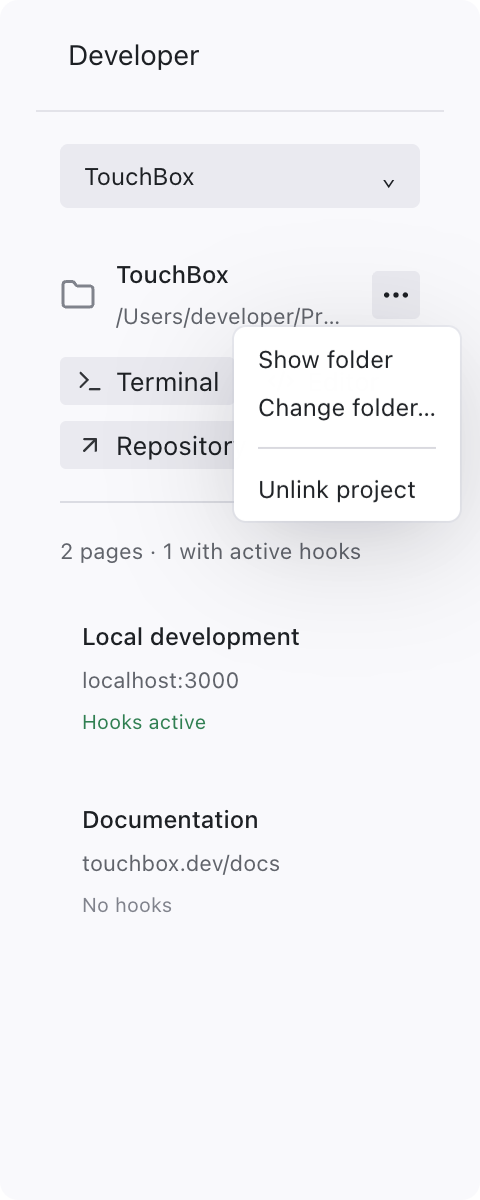 Developer
TouchBox
TouchBox
/Users/developer/Pr...
Show folder
Change folder...
Unlink project
Terminal
Repositor
2 pages · 1 with active hooks
Local development
localhost:3000
Hooks active
Documentation
touchbox.dev/docs
No hooks